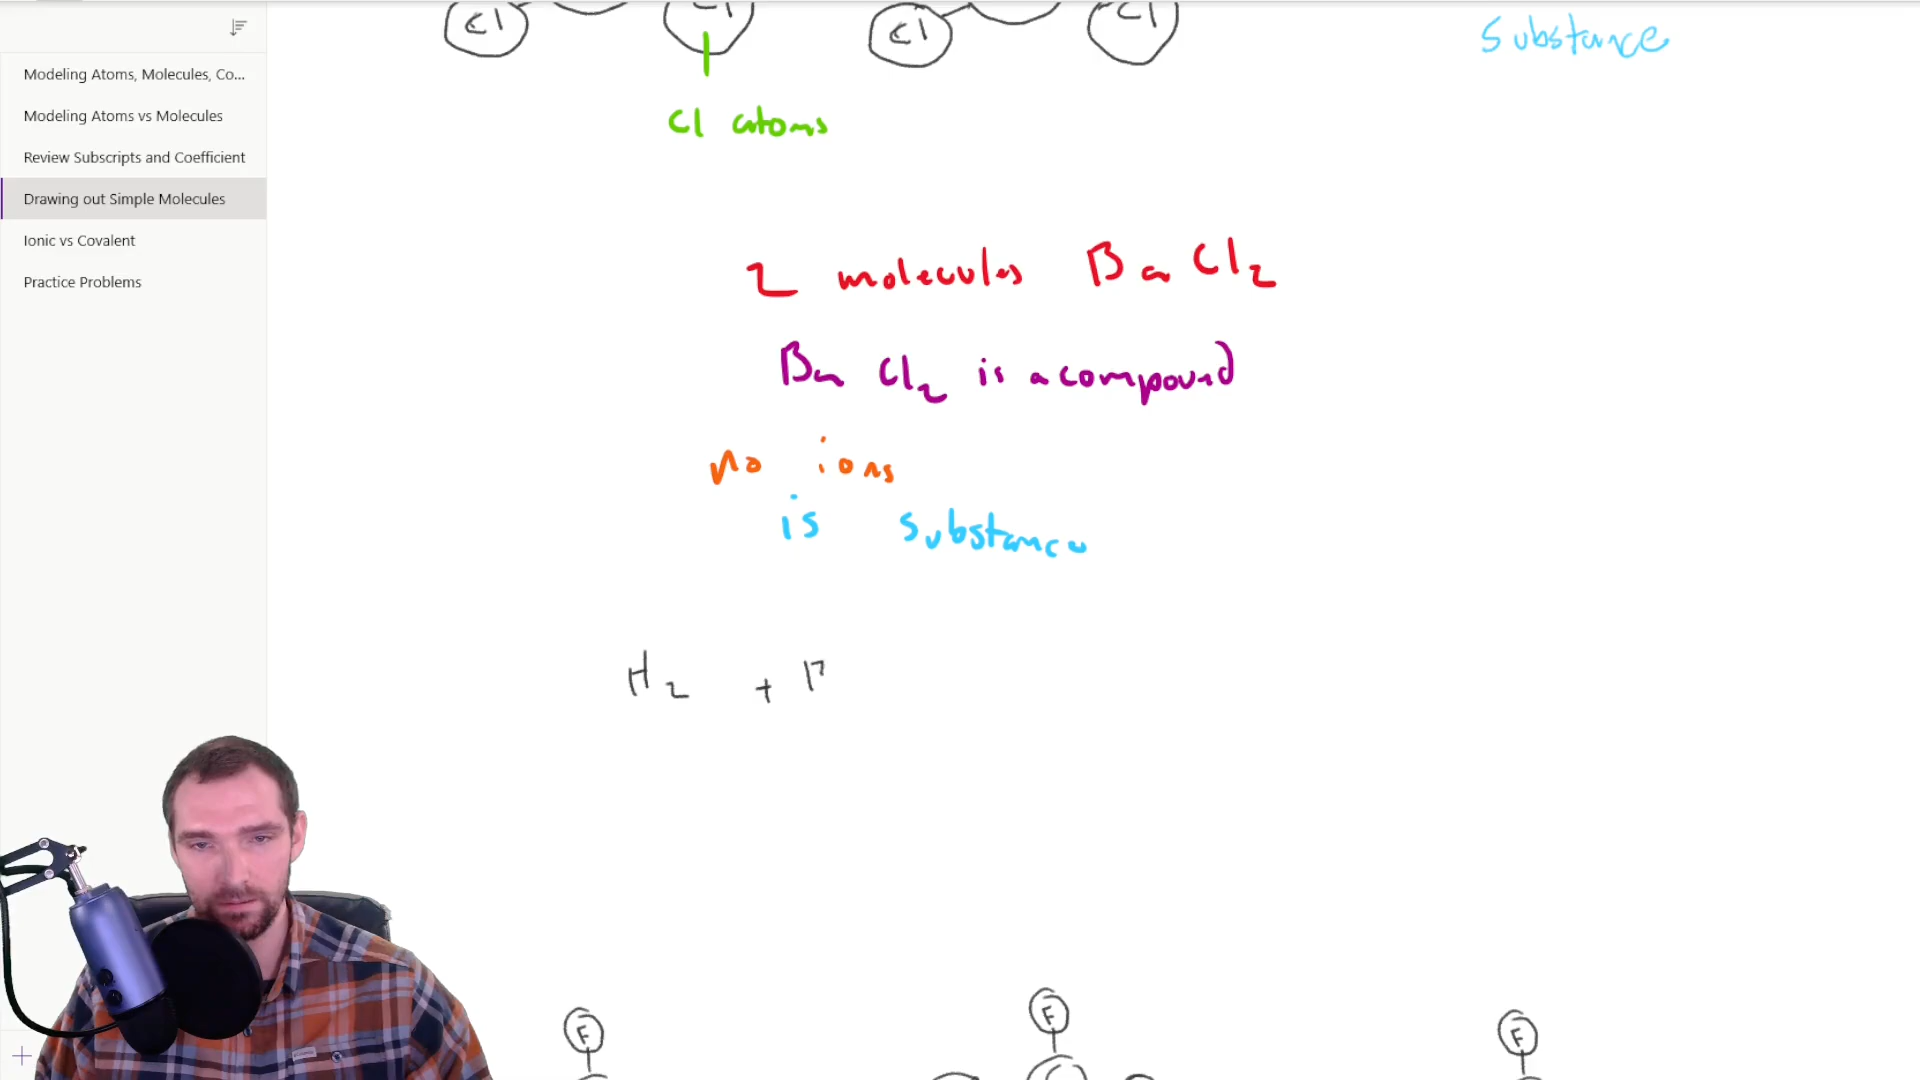 Modeling Atoms, Molecules, Co...
Modeling Atoms vs Molecules
Review Subscripts and Coefficient
Drawing out Simple Molecules
Ionic vs Covalent
Practice Problems
Cl Cl Cl Cl
Substance
Cl atoms
2 molecules BaCl2
BaCl2 is a compound
no ions
is substance
H2 +
F F F